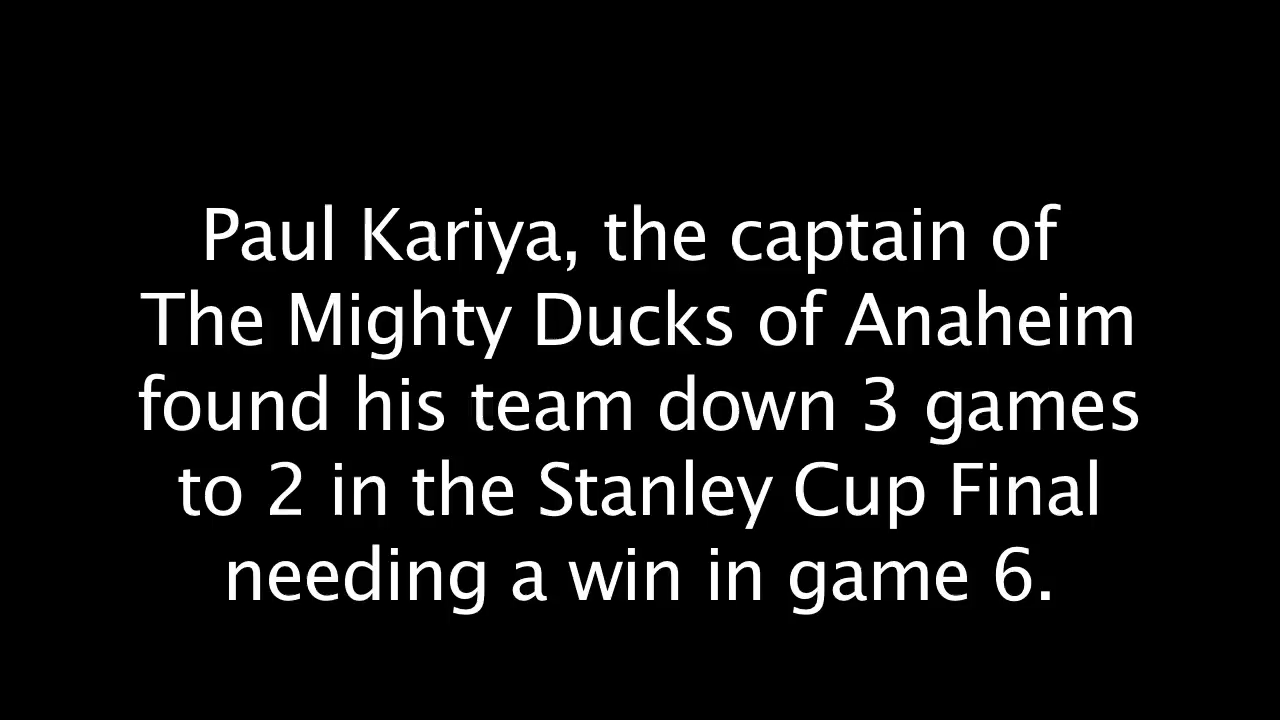 Paul Kariya, the captain of
The Mighty Ducks of Anaheim
found his team down 3 games
to 2 in the Stanley Cup Final
needing a win in game 6.